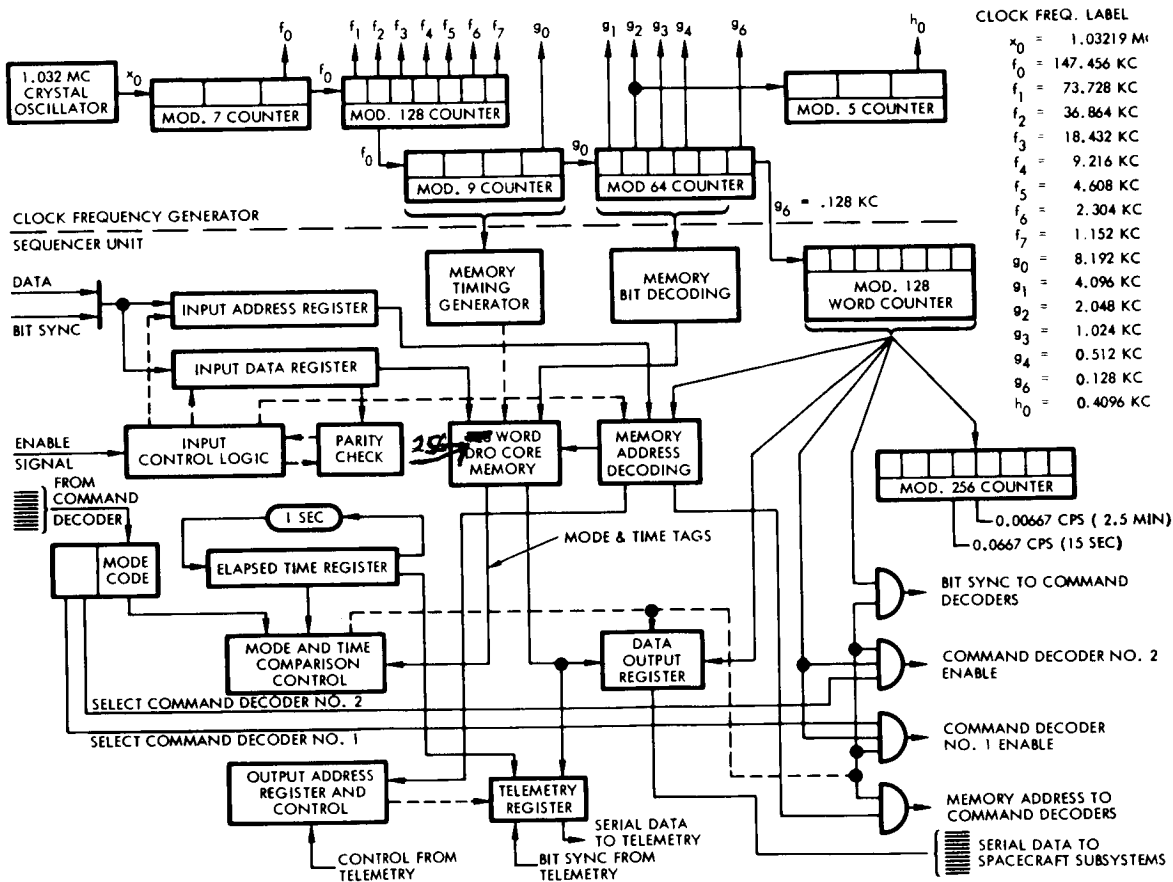 f₀
f₁ f₂ f₃ f₄ f₅ f₆ f₇
g₀
g₁ g₂ g₃ g₄ g₆
h₀
CLOCK FREQ. LABEL
x₀ = 1.03219 MC
f₀ = 147.456 KC
f₁ = 73.728 KC
f₂ = 36.864 KC
f₃ = 18.432 KC
f₄ = 9.216 KC
f₅ = 4.608 KC
f₆ = 2.304 KC
f₇ = 1.152 KC
g₀ = 8.192 KC
g₁ = 4.096 KC
g₂ = 2.048 KC
g₃ = 1.024 KC
g₄ = 0.512 KC
g₆ = 0.128 KC
h₀ = 0.4096 KC
1.032 MC
CRYSTAL
OSCILLATOR
x₀
MOD. 7 COUNTER
f₀
MOD. 128 COUNTER
MOD. 5 COUNTER
f₀
MOD. 9 COUNTER
g₀
MOD 64 COUNTER
g₆ = .128 KC
CLOCK FREQUENCY GENERATOR
SEQUENCER UNIT
MEMORY
TIMING
GENERATOR
MEMORY
BIT DECODING
MOD. 128
WORD COUNTER
DATA
BIT SYNC
INPUT ADDRESS REGISTER
INPUT DATA REGISTER
ENABLE
SIGNAL
INPUT
CONTROL LOGIC
PARITY
CHECK
256
WORD
DRO CORE
MEMORY
MEMORY
ADDRESS
DECODING
MOD. 256 COUNTER
0.00667 CPS ( 2.5 MIN)
0.0667 CPS (15 SEC)
FROM
COMMAND
DECODER
MODE
CODE
1 SEC
ELAPSED TIME REGISTER
MODE & TIME TAGS
MODE AND TIME
COMPARISON
CONTROL
DATA
OUTPUT
REGISTER
BIT SYNC TO COMMAND
DECODERS
COMMAND DECODER NO. 2
ENABLE
SELECT COMMAND DECODER NO. 2
SELECT COMMAND DECODER NO. 1
COMMAND DECODER
NO. 1 ENABLE
OUTPUT ADDRESS
REGISTER AND
CONTROL
TELEMETRY
REGISTER
MEMORY ADDRESS TO
COMMAND DECODERS
SERIAL DATA
TO TELEMETRY
CONTROL FROM
TELEMETRY
BIT SYNC FROM
TELEMETRY
SERIAL DATA TO
SPACECRAFT SUBSYSTEMS